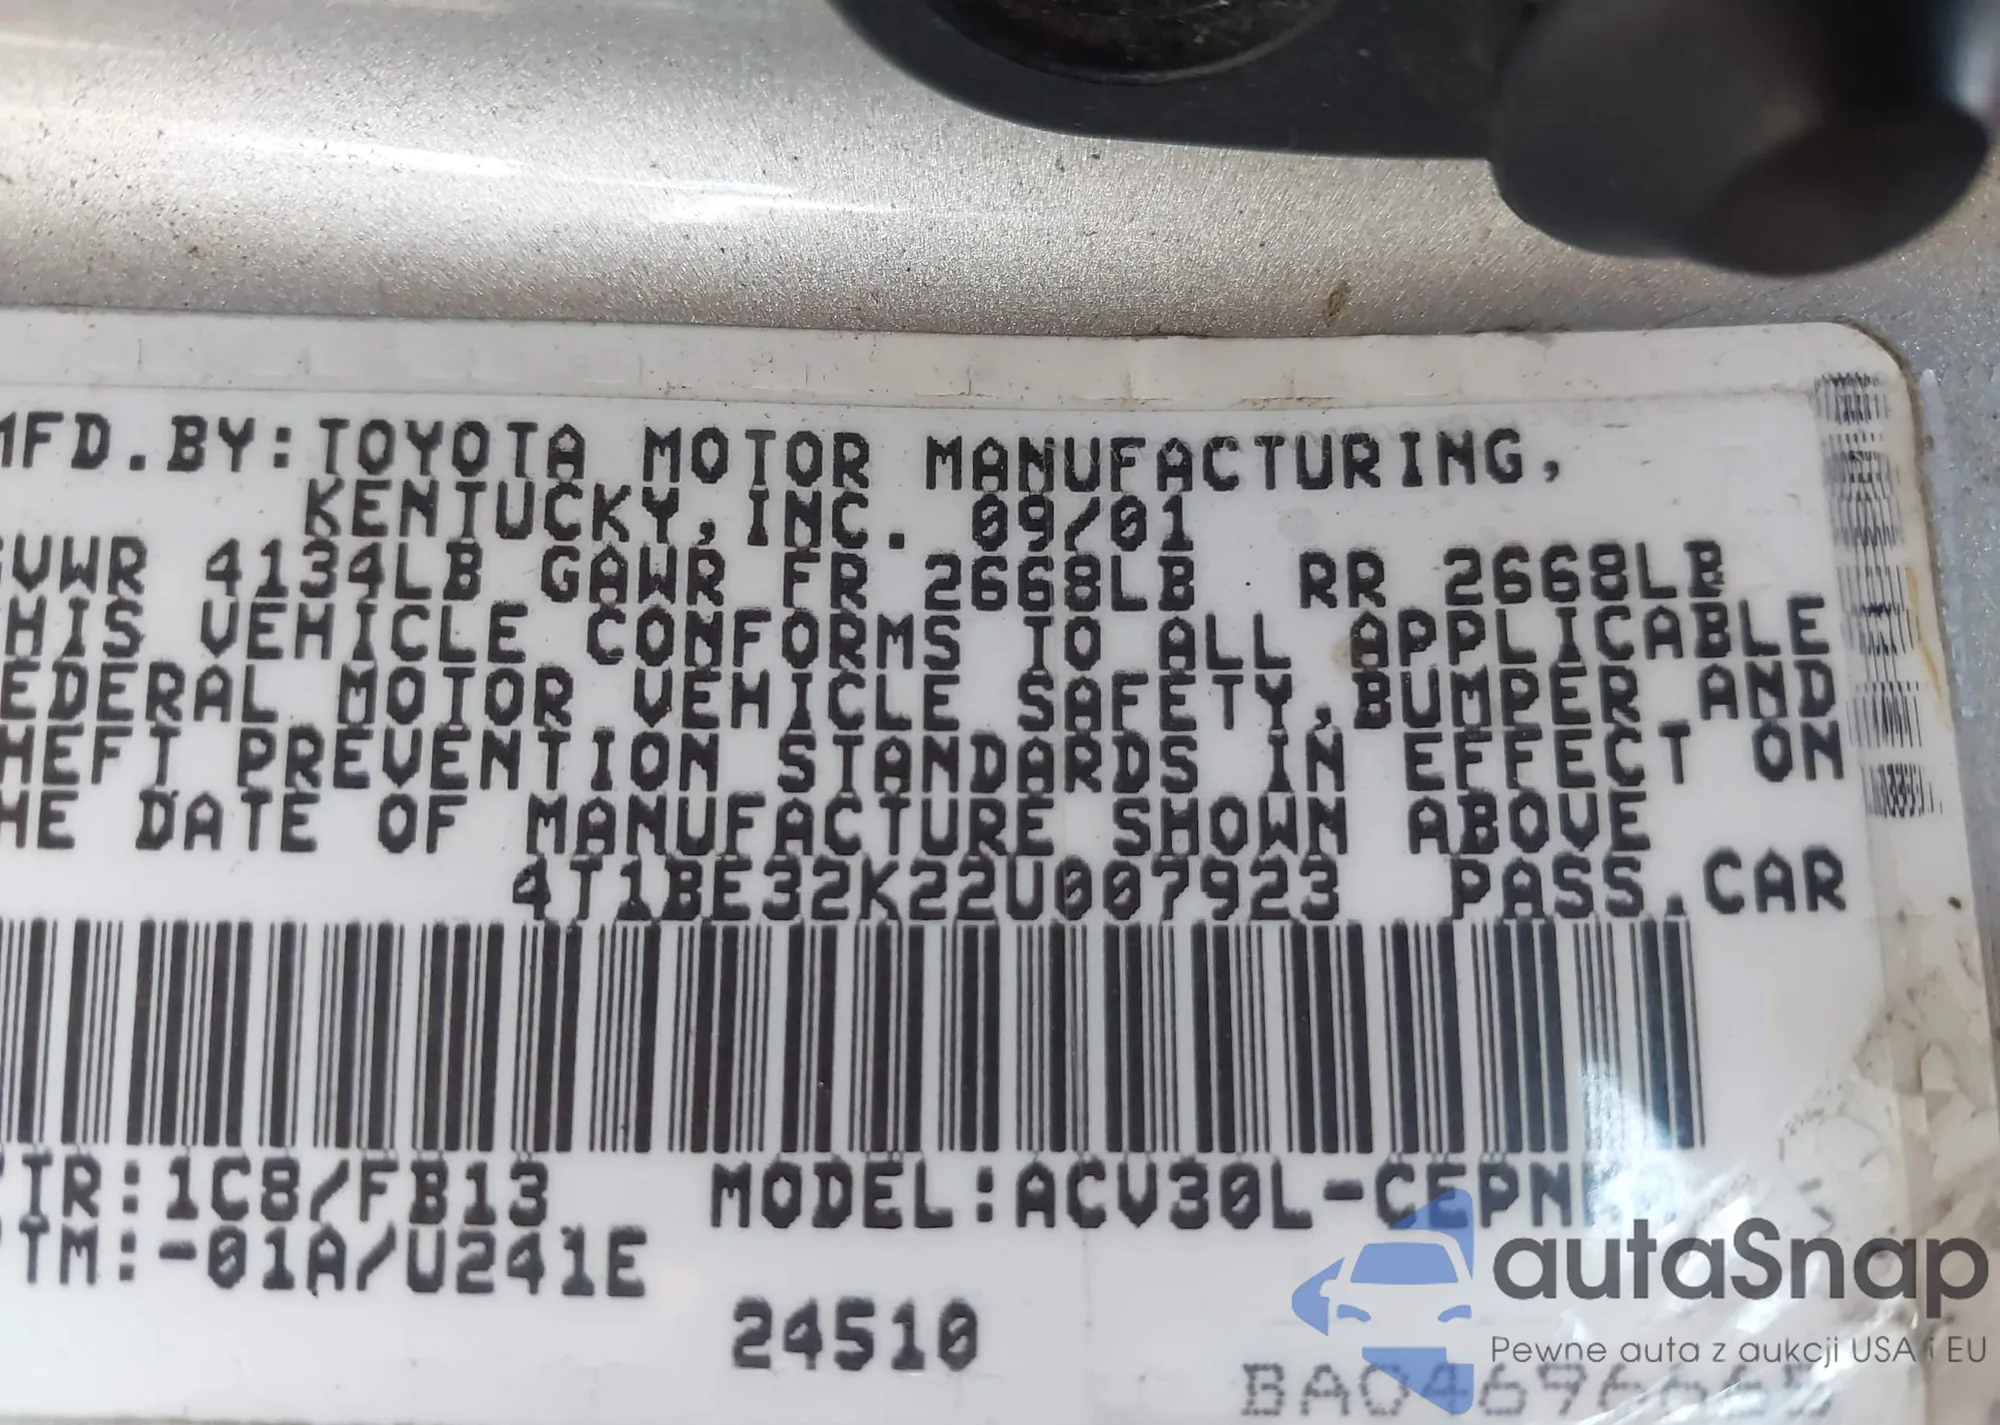 MFD.BY:TOYOTA MOTOR MANUFACTURING,
KENTUCKY,INC. 09/01
GVWR 4134LB GAWR FR 2668LB RR 2668LB
HIS VEHICLE CONFORMS TO ALL APPLICABLE
EDERAL MOTOR VEHICLE SAFETY,BUMPER AND
HEFT PREVENTION STANDARDS IN EFFECT ON
HE DATE OF MANUFACTURE SHOWN ABOVE
4T1BE32K22U007923 PASS.CAR
TR:1C8/FB13 MODEL:ACV30L-CEPN
TM:-01A/U241E
24510
autaSnap
Pewne auta z aukcji USA i EU